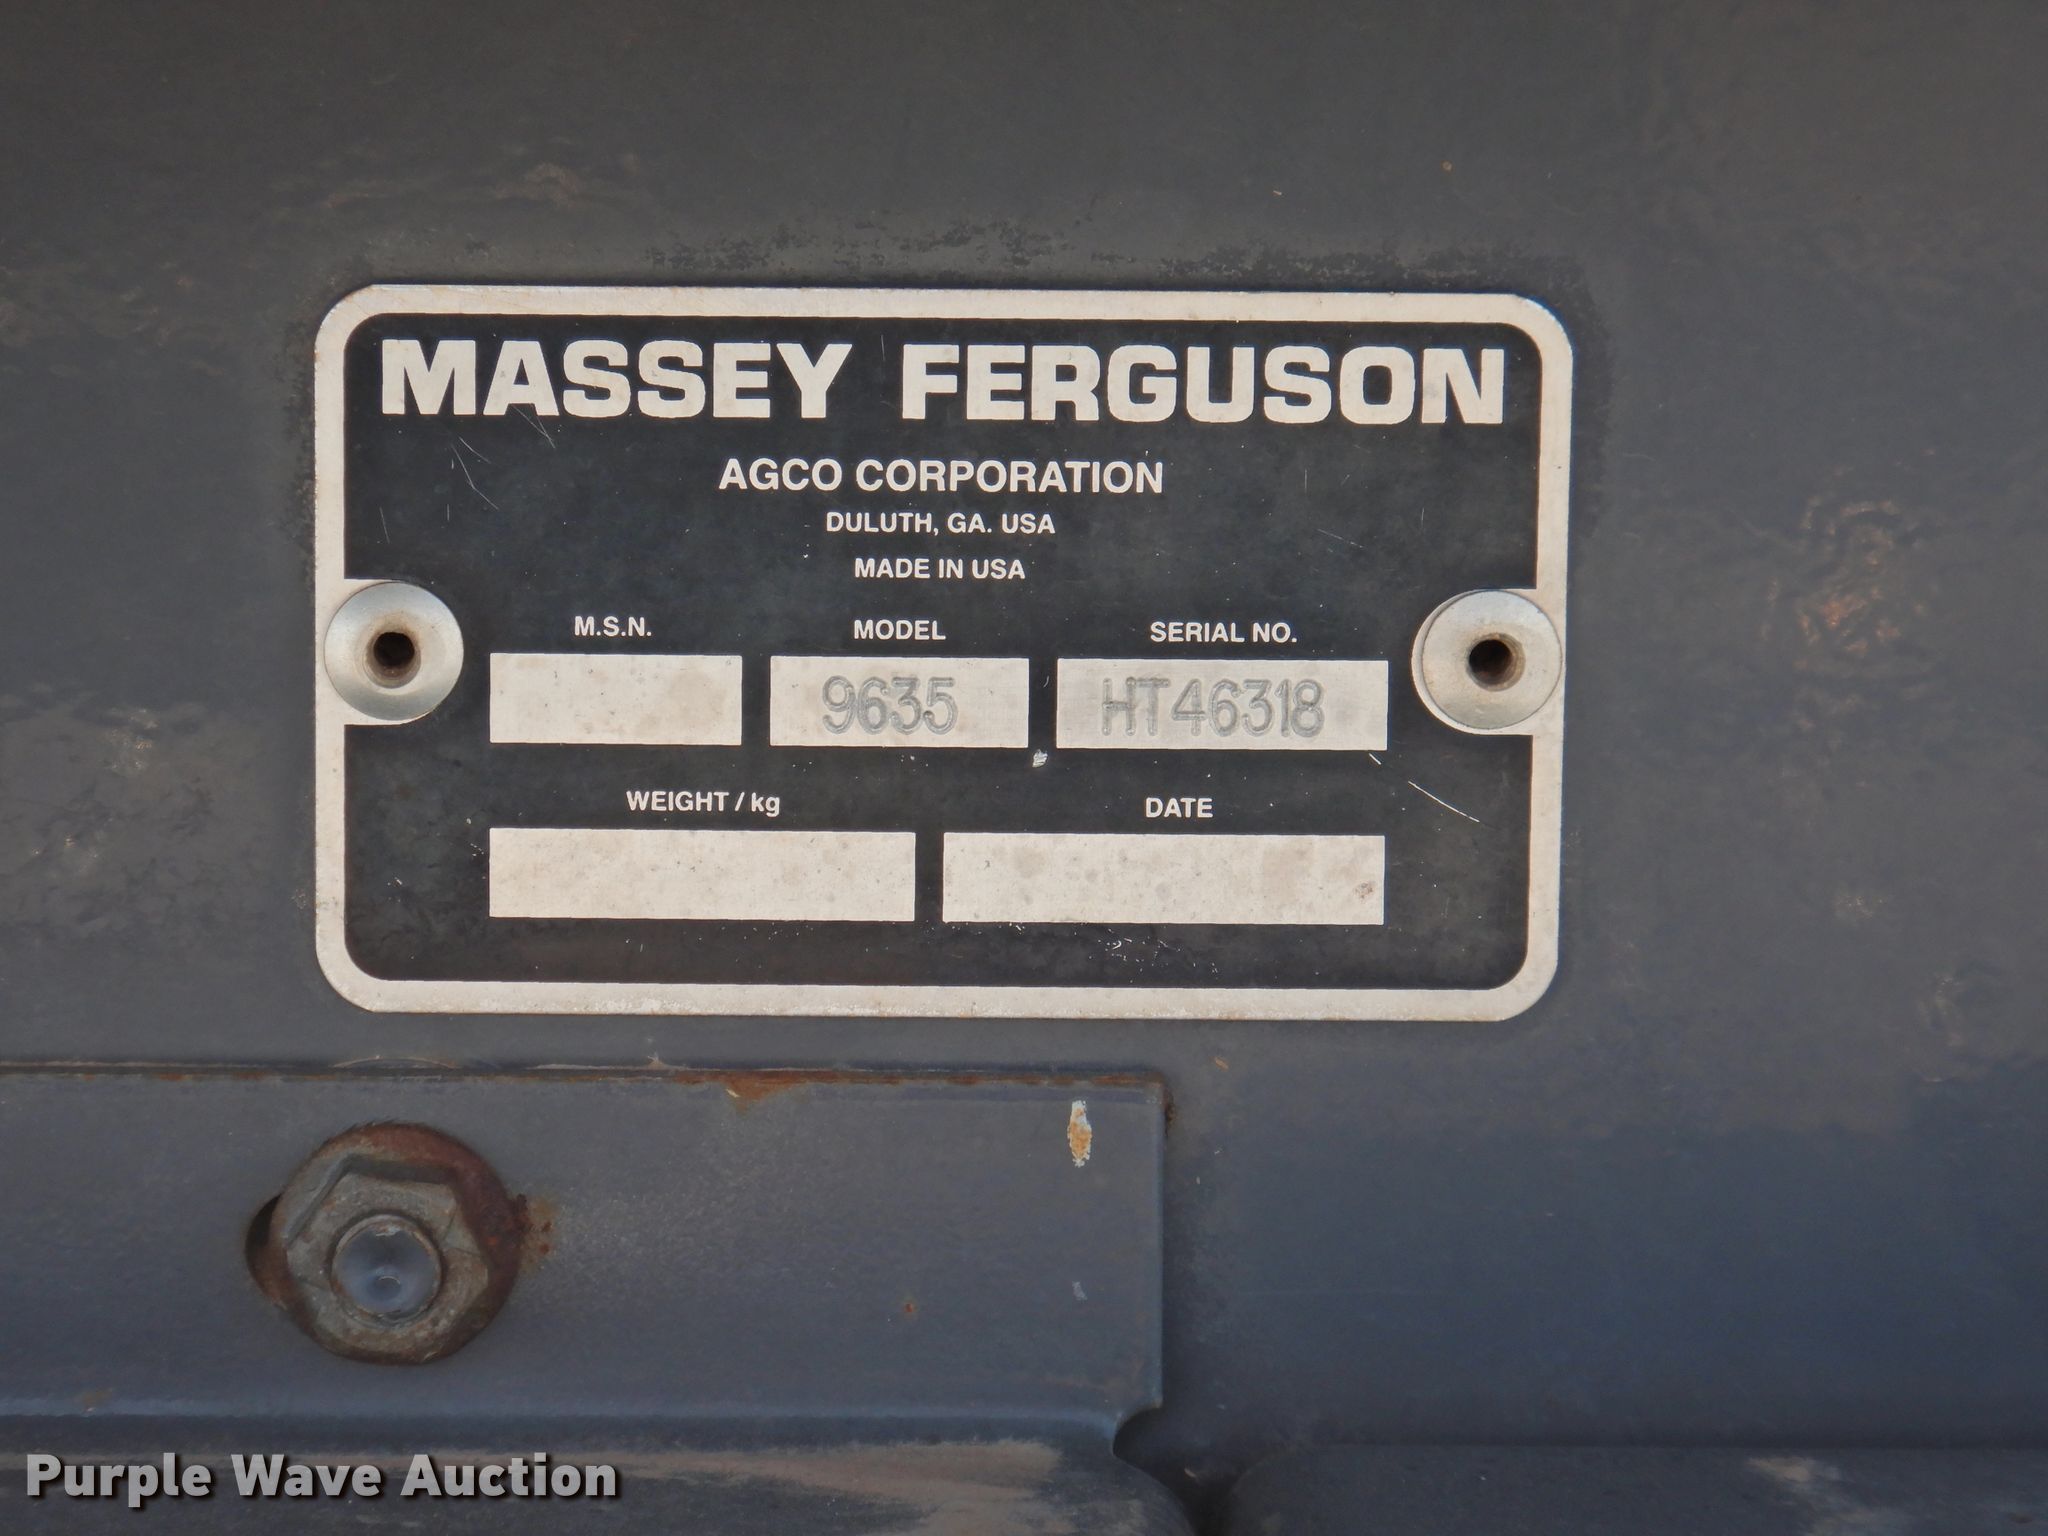 MASSEY FERGUSON
AGCO CORPORATION
DULUTH, GA. USA
MADE IN USA
M.S.N. MODEL SERIAL NO.
9635 HT46318
WEIGHT / kg DATE
Purple Wave Auction